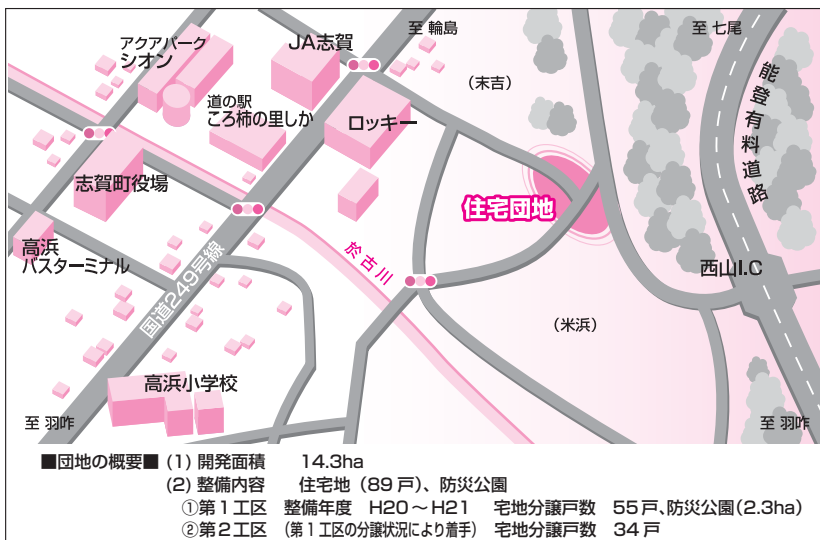 至 輪島
至 七尾
アクアパーク
シオン
JA志賀
能登有料道路
（末吉）
道の駅
ころ柿の里しか
ロッキー
志賀町役場
住宅団地
高浜
バスターミナル
於古川
西山I.C
国道249号線
（米浜）
高浜小学校
至 羽咋
至 羽咋
■団地の概要■ (1) 開発面積　14.3ha
(2) 整備内容　住宅地（89戸）、防災公園
①第1工区　整備年度　H20～H21　宅地分譲戸数　55戸、防災公園(2.3ha)
②第2工区　（第1工区の分譲状況により着手）　宅地分譲戸数　34戸